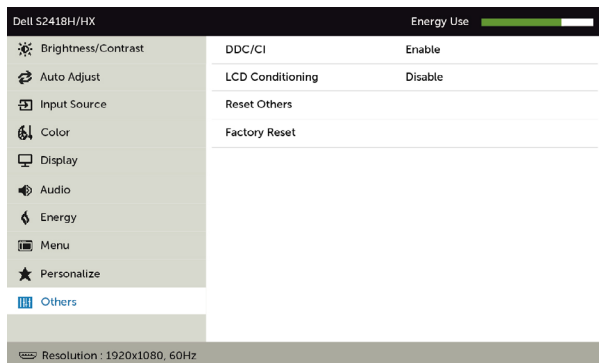 Dell S2418H/HX Energy Use
Brightness/Contrast
Auto Adjust
Input Source
Color
Display
Audio
Energy
Menu
Personalize
Others
DDC/CI Enable
LCD Conditioning Disable
Reset Others
Factory Reset
Resolution : 1920x1080, 60Hz